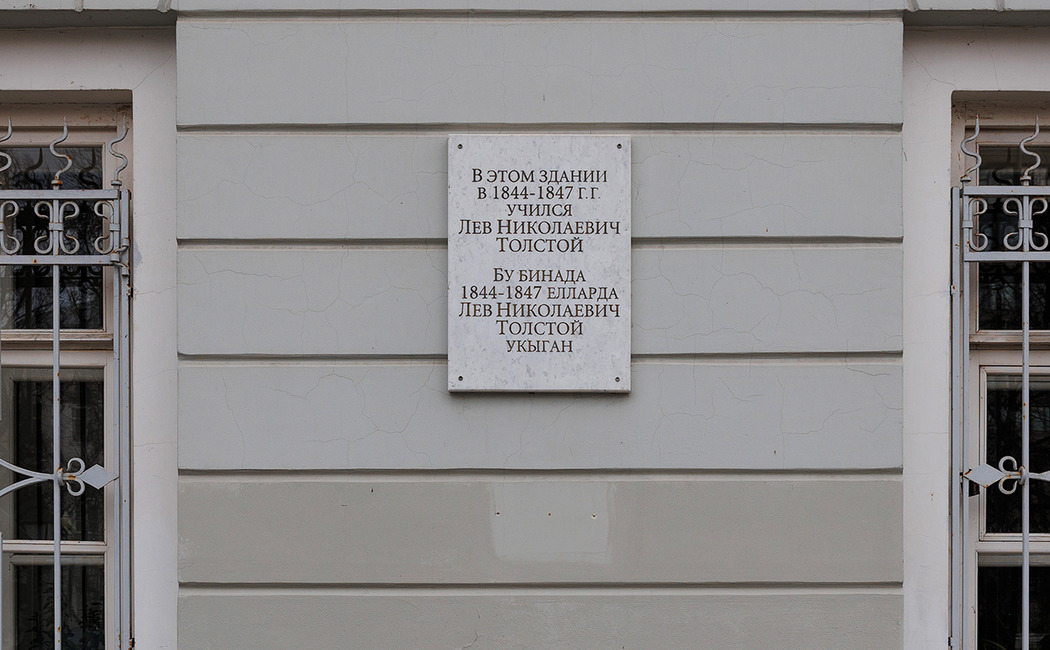 В ЭТОМ ЗДАНИИ
В 1844-1847 Г.Г.
УЧИЛСЯ
ЛЕВ НИКОЛАЕВИЧ
ТОЛСТОЙ
БУ БИНАДА
1844-1847 ЕЛЛАРДА
ЛЕВ НИКОЛАЕВИЧ
ТОЛСТОЙ
УКЫГАН